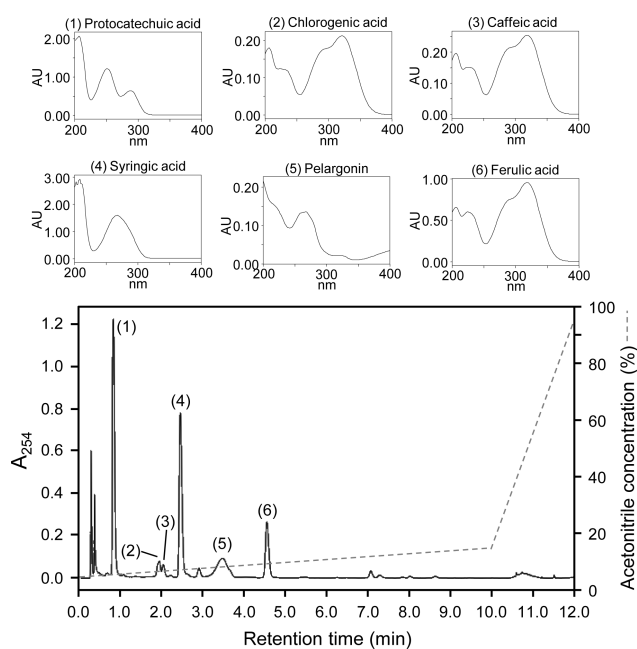 (1) Protocatechuic acid
2.00
1.00
0.00
AU
200
300
400
nm
(2) Chlorogenic acid
0.20
0.10
0.00
AU
200
300
400
nm
(3) Caffeic acid
0.20
0.10
0.00
AU
200
300
400
nm
(4) Syringic acid
3.00
2.00
1.00
0.00
AU
200
300
400
nm
(5) Pelargonin
0.20
0.10
0.00
AU
200
300
400
nm
(6) Ferulic acid
1.00
0.50
0.00
AU
200
300
400
nm
1.2
1.0
0.8
0.6
0.4
0.2
0.0
A254
(1)
(2)
(3)
(4)
(5)
(6)
100
80
60
40
20
0
Acetonitrile concentration (%)
0.0 1.0 2.0 3.0 4.0 5.0 6.0 7.0 8.0 9.0 10.0 11.0 12.0
Retention time (min)